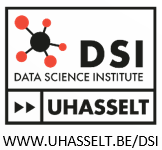 DSI
DATA SCIENCE INSTITUTE
UHASSELT
WWW.UHASSELT.BE/DSI